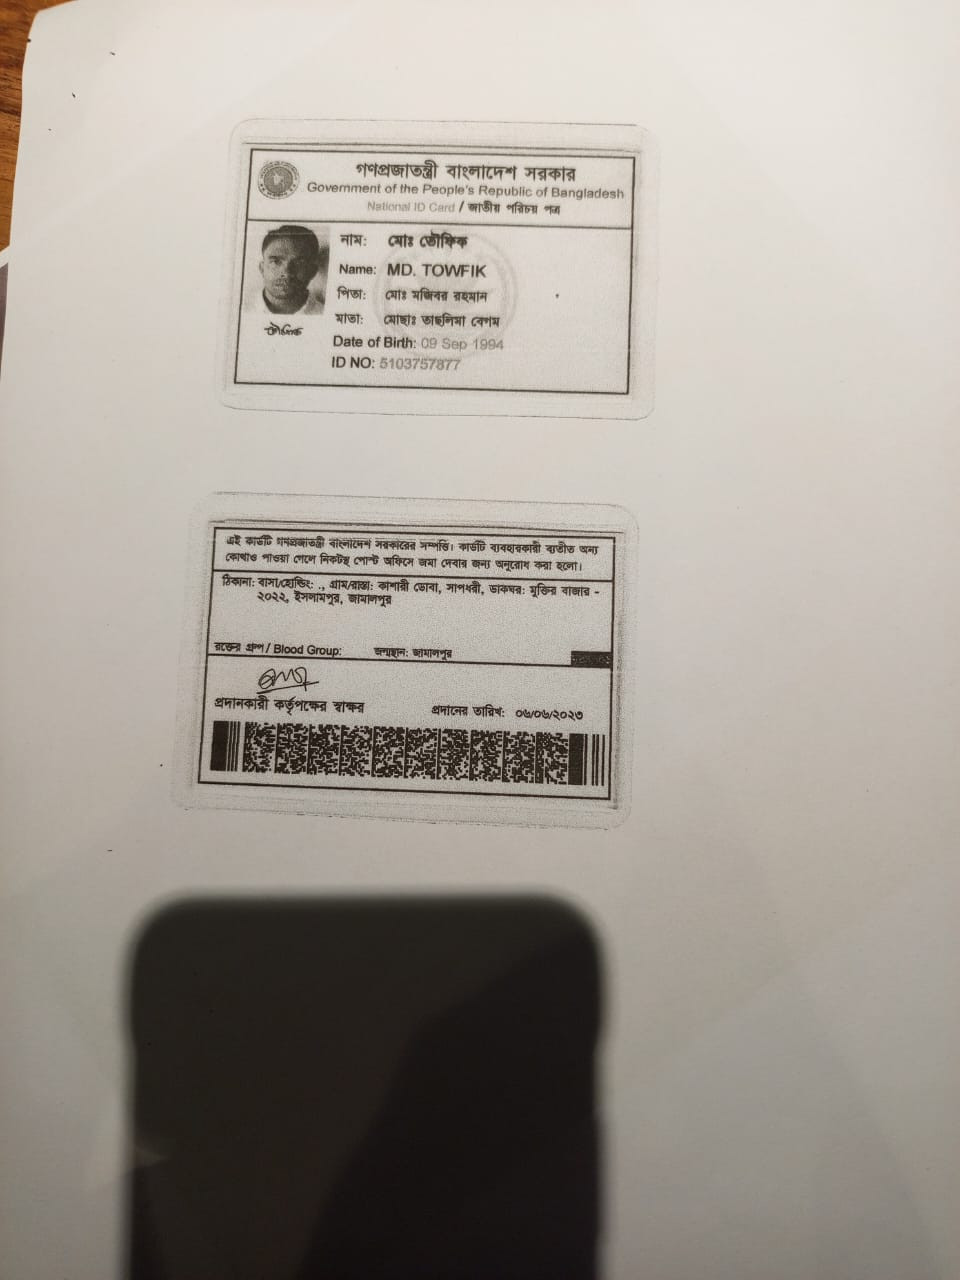 গণপ্রজাতন্ত্রী বাংলাদেশ সরকার
Government of the People's Republic of Bangladesh
National ID Card / জাতীয় পরিচয় পত্র
নাম: মোঃ তৌফিক
Name: MD. TOWFIK
পিতা: মোঃ মজিবর রহমান
মাতা: মোছাঃ তাছলিমা বেগম
তৌফিক
Date of Birth: 09 Sep 1994
ID NO: 5103757877
এই কার্ডটি গণপ্রজাতন্ত্রী বাংলাদেশ সরকারের সম্পত্তি। কার্ডটি ব্যবহারকারী ব্যতীত অন্য
কোথাও পাওয়া গেলে নিকটস্থ পোস্ট অফিসে জমা দেবার জন্য অনুরোধ করা হলো।
ঠিকানা: বাসা/হোল্ডিং: ., গ্রাম/রাস্তা: কাশারী ডোবা, সাপধরী, ডাকঘর: মুক্তির বাজার -
২০২২, ইসলামপুর, জামালপুর
রক্তের গ্রুপ / Blood Group: জন্মস্থান: জামালপুর
প্রদানকারী কর্তৃপক্ষের স্বাক্ষর প্রদানের তারিখ: ০৬/০৬/২০২৩